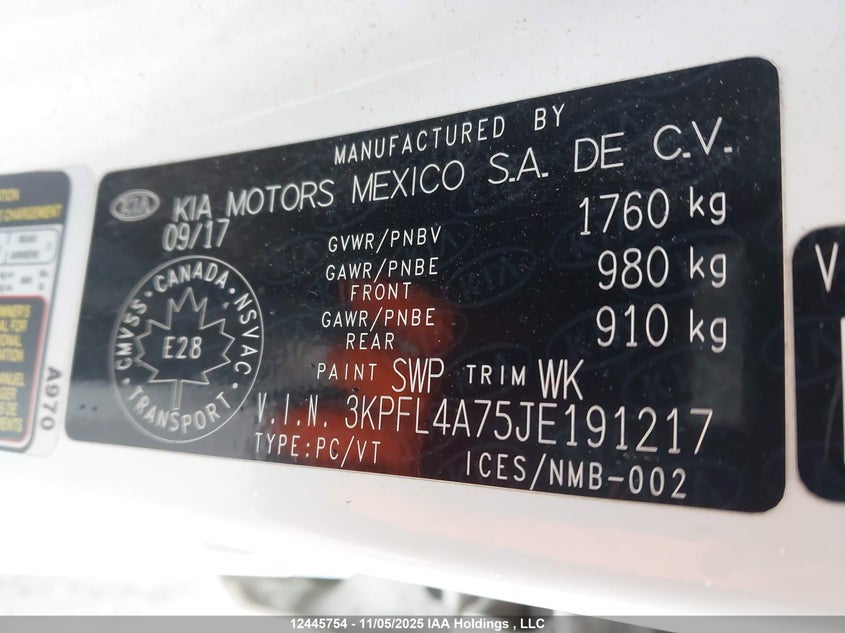 MANUFACTURED BY
KIA KIA MOTORS MEXICO S.A. DE C.V.
09/17
GVWR/PNBV 1760 kg
GAWR/PNBE FRONT 980 kg
GAWR/PNBE REAR 910 kg
PAINT SWP TRIM WK
V.I.N. 3KPFL4A75JE191217
TYPE:PC/VT ICES/NMB-002
CMVSS • CANADA • NSVAC • TRANSPORT •
E28
A970
V
12445754 - 11/05/2025 IAA Holdings , LLC